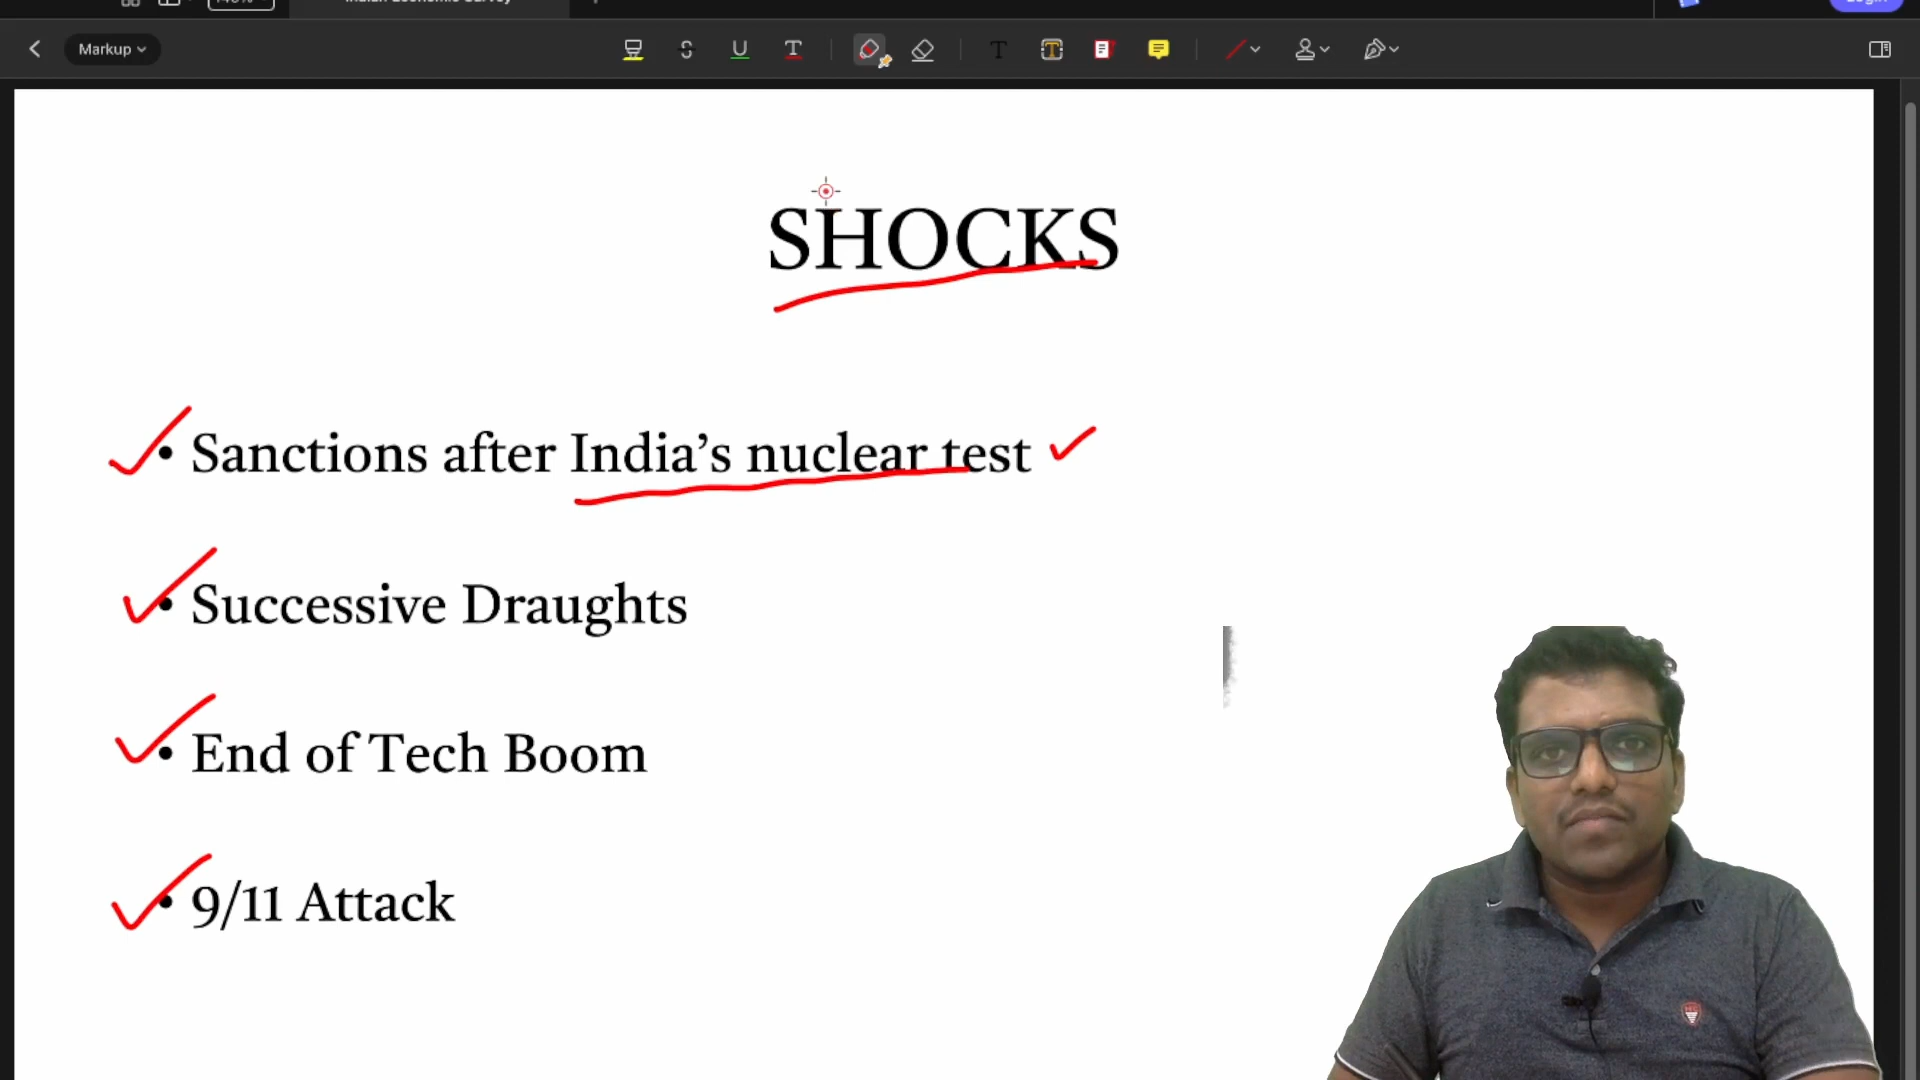 Markup
SHOCKS
• Sanctions after India’s nuclear test
• Successive Draughts
• End of Tech Boom
• 9/11 Attack